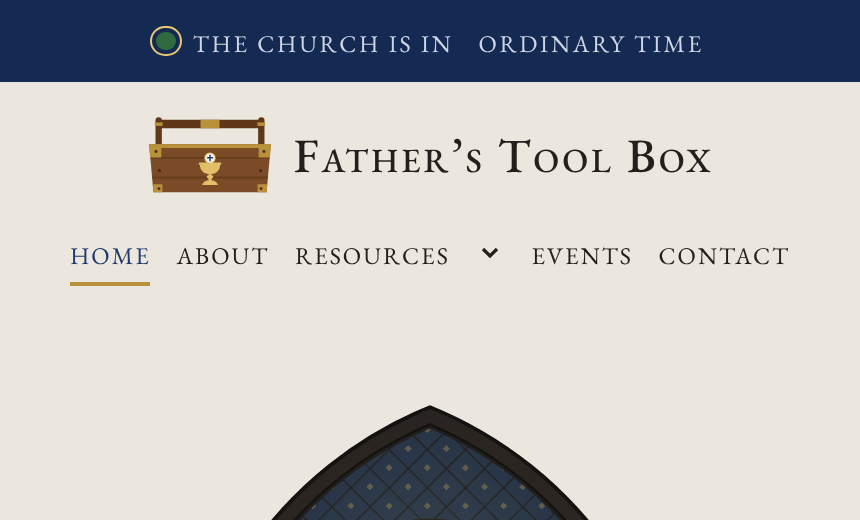 THE CHURCH IS IN ORDINARY TIME
Father’s Tool Box
HOME ABOUT RESOURCES EVENTS CONTACT